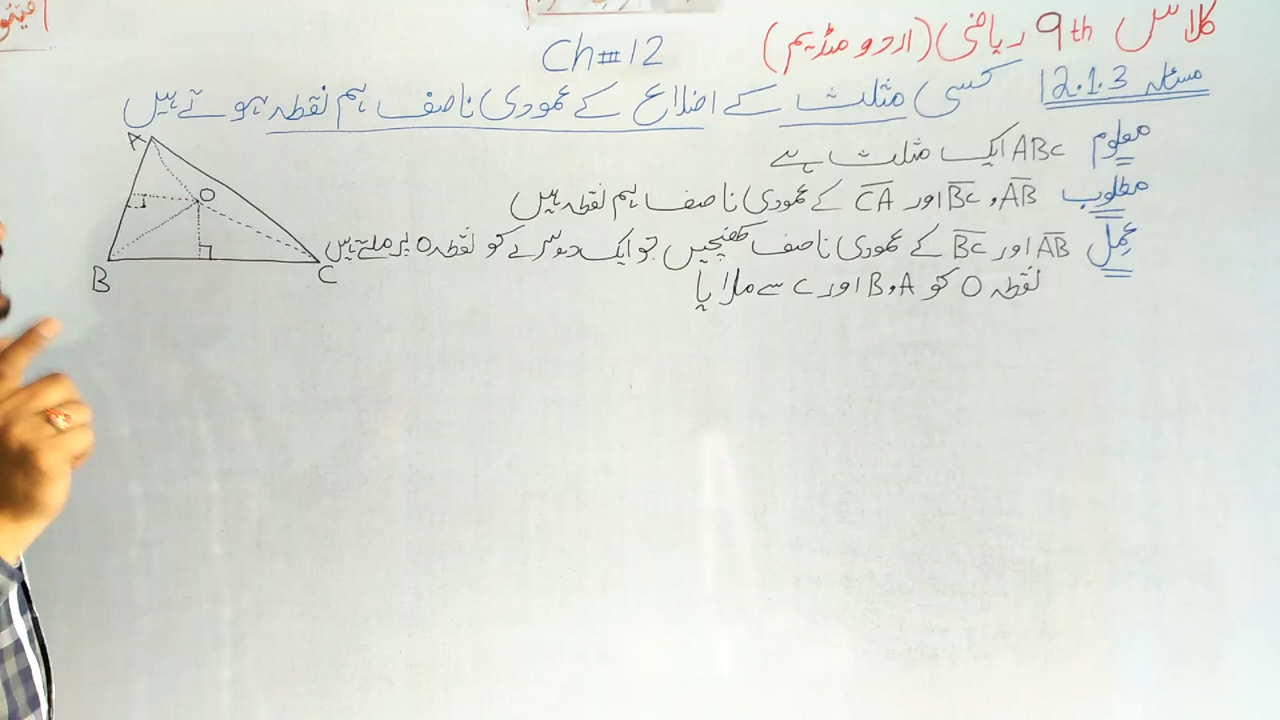 کلاس 9th ریاضی (اردو میڈیم)
Ch # 12
مسئلہ 12.1.3 کسی مثلث کے اضلاع کے عمودی ناصف ہم نقطہ ہوتے ہیں
معلوم ABC ایک مثلث ہے
مطلوب AB، BC اور CA کے عمودی ناصف ہم نقطہ ہیں
عمل AB اور BC کے عمودی ناصف کھینچیں جو ایک دوسرے کو نقطہ O پر ملتے ہیں
نقطہ O کو A، B اور C سے ملایا
A
O
B
C